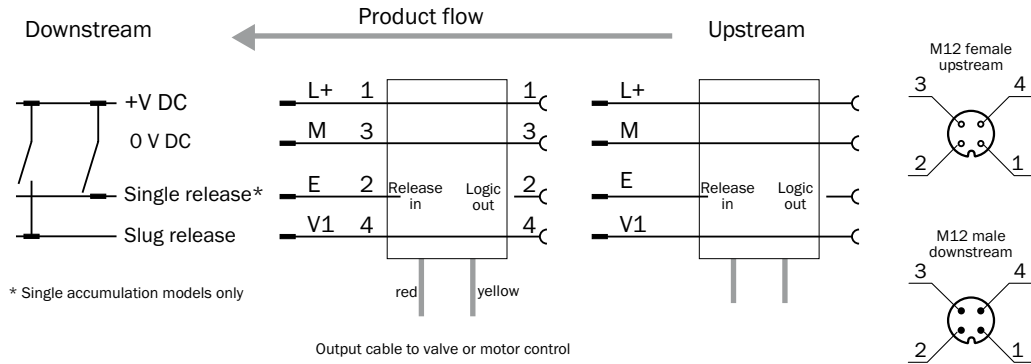 Product flow
Downstream
Upstream
+V DC
0 V DC
Single release*
Slug release
* Single accumulation models only
L+ 1 1
M 3 3
E 2 Release in Logic out 2
V1 4 4
red yellow
Output cable to valve or motor control
L+
M
E Release in Logic out
V1
M12 female
upstream
3 4
2 1
M12 male
downstream
3 4
2 1